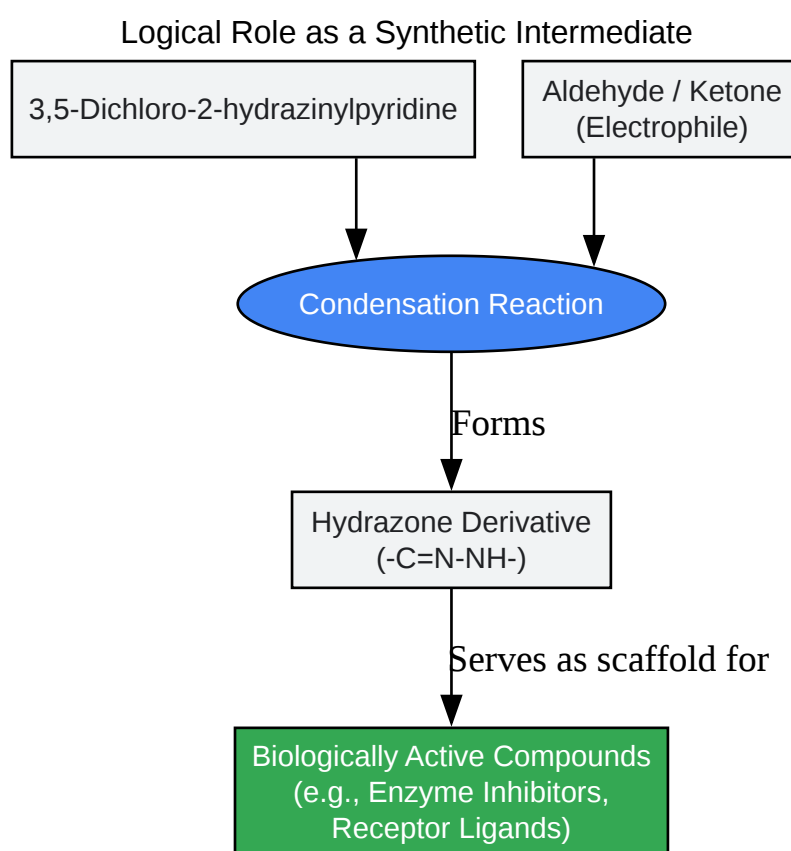 Logical Role as a Synthetic Intermediate
3,5-Dichloro-2-hydrazinylpyridine
Aldehyde / Ketone
(Electrophile)
Condensation Reaction
Forms
Hydrazone Derivative
(-C=N-NH-)
Serves as scaffold for
Biologically Active Compounds
(e.g., Enzyme Inhibitors,
Receptor Ligands)